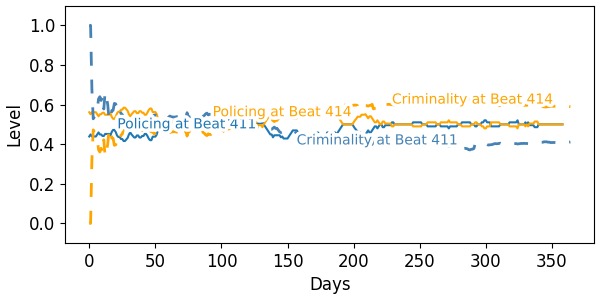 1.0
0.8
0.6
0.4
0.2
0.0
Level
Criminality at Beat 414
Policing at Beat 414
Policing at Beat 411
Criminality at Beat 411
0 50 100 150 200 250 300 350
Days